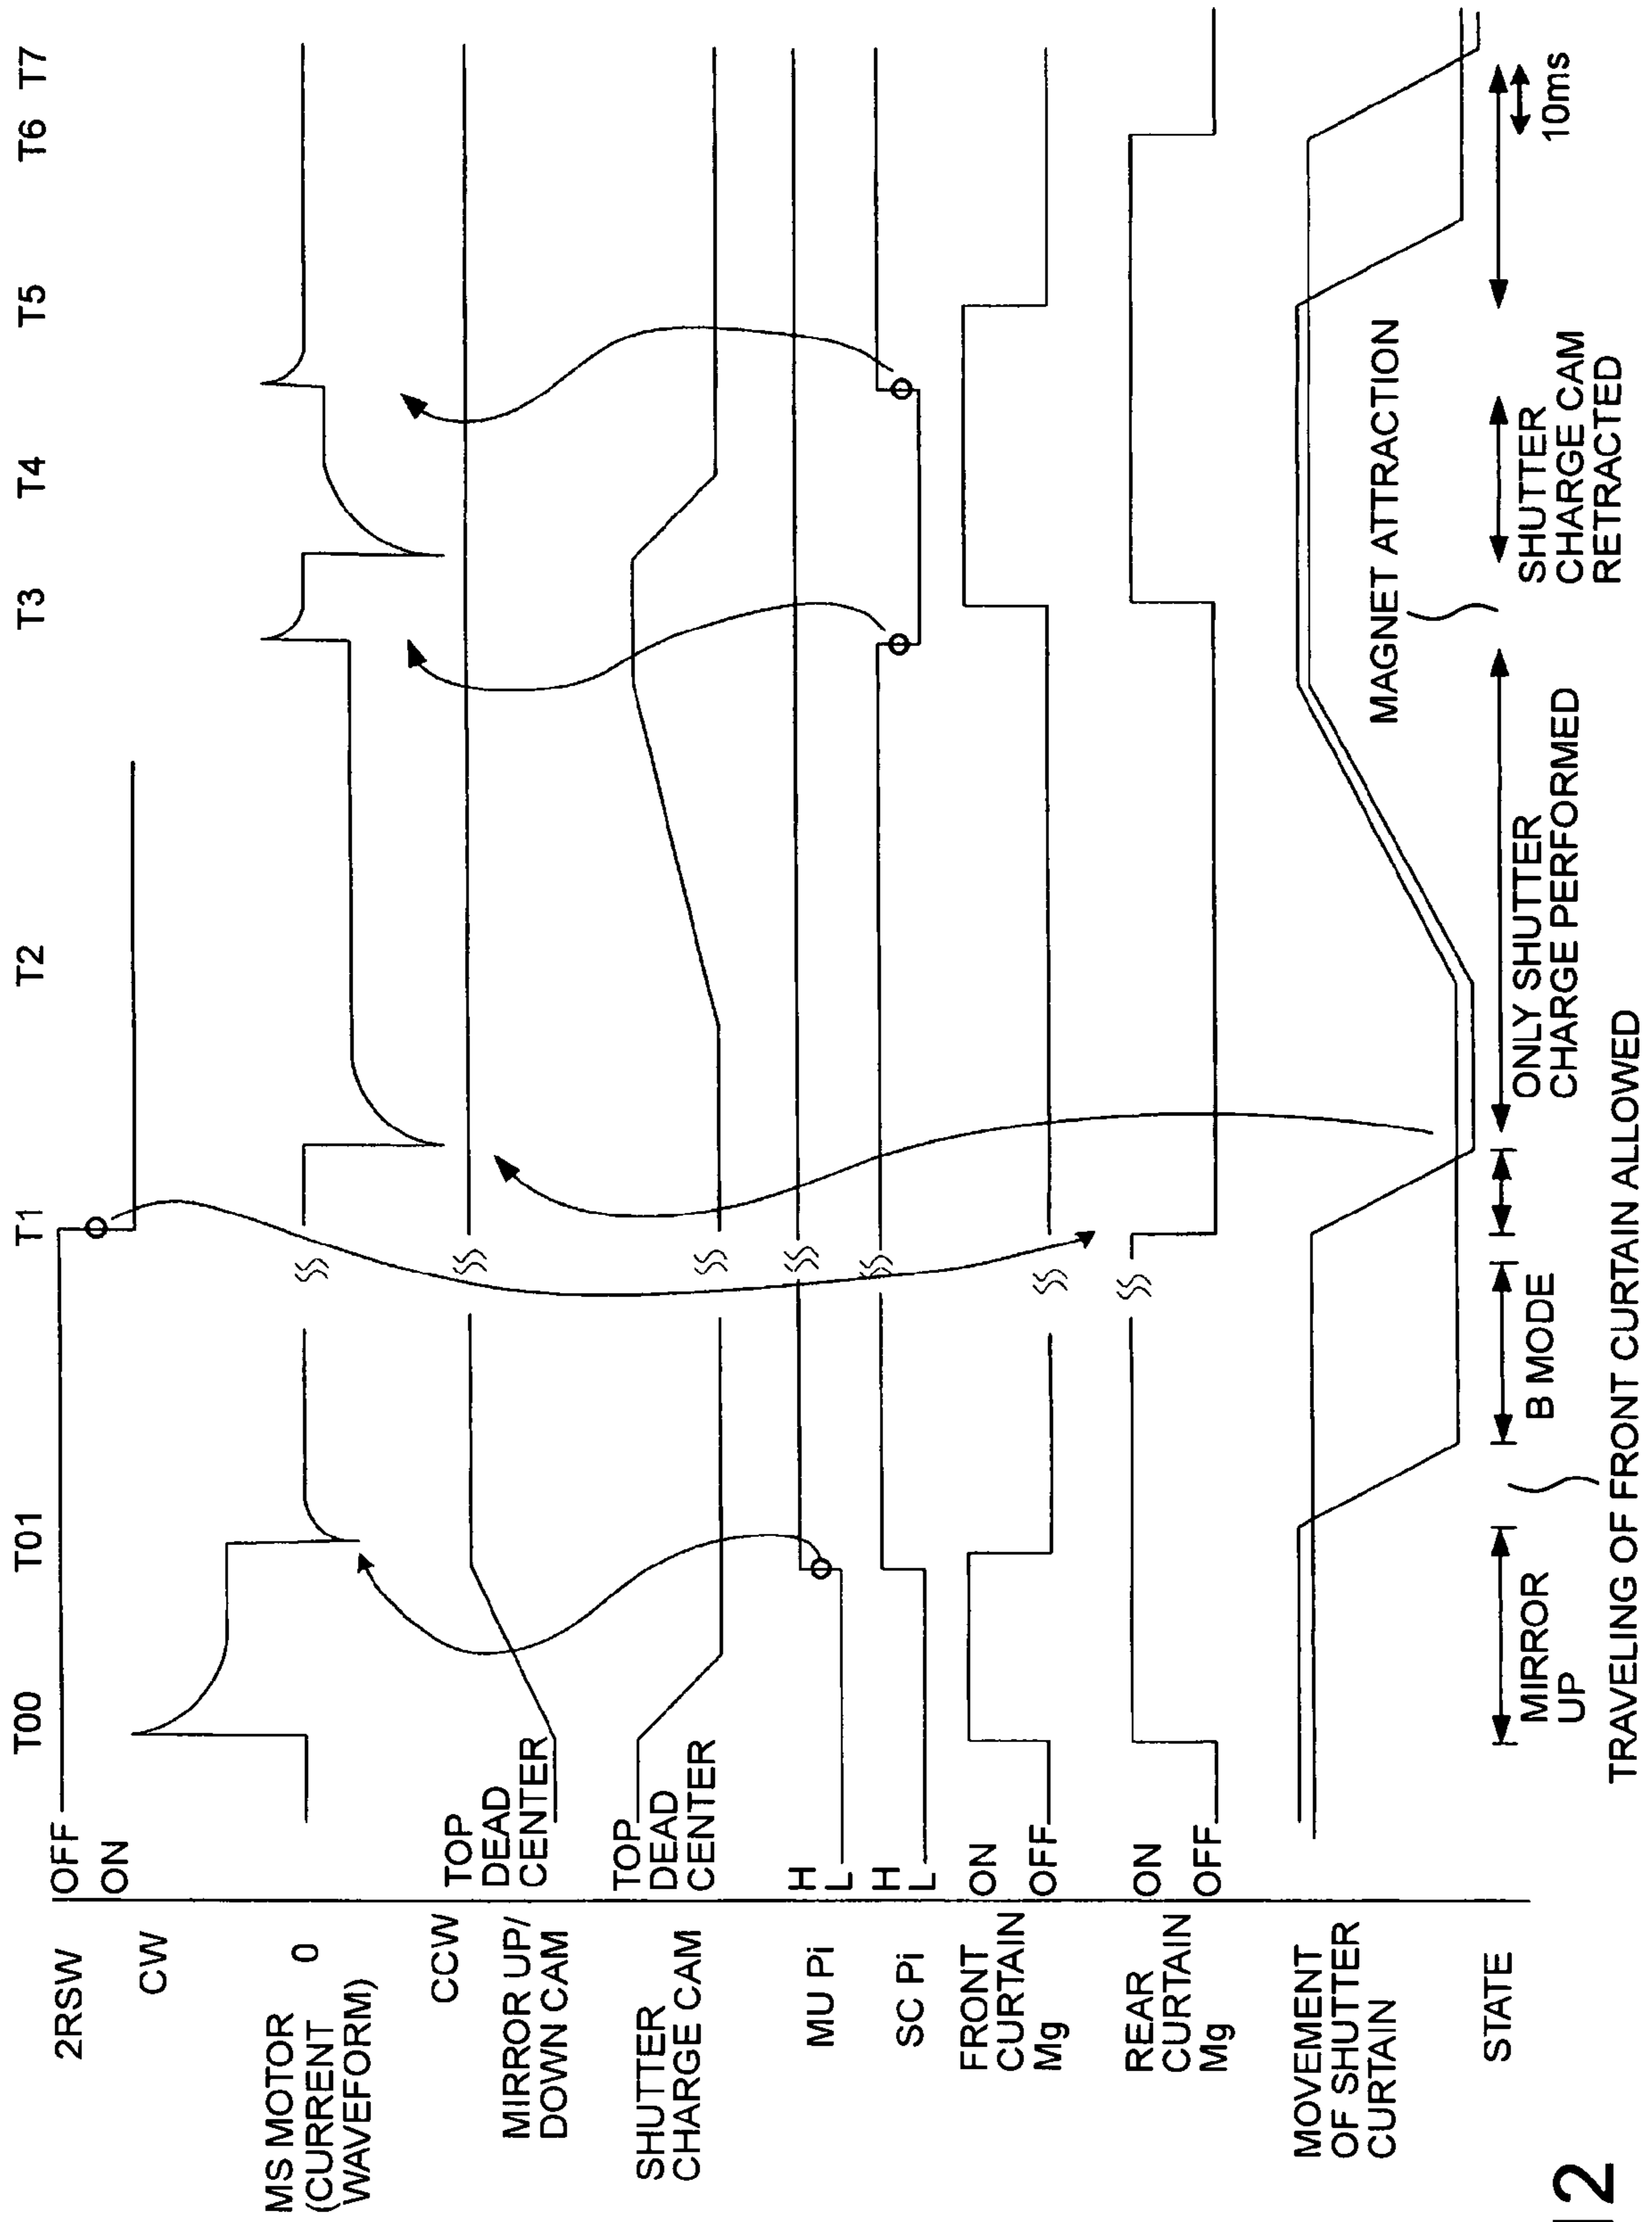 T00 T01 T1 T2 T3 T4 T5 T6 T7
2RSW
OFF
ON
MS MOTOR
(CURRENT
WAVEFORM)
CW
0
CCW
MIRROR UP/
DOWN CAM
TOP
DEAD
CENTER
SHUTTER
CHARGE CAM
TOP
DEAD
CENTER
MU Pi
H
L
SC Pi
H
L
FRONT
CURTAIN
Mg
ON
OFF
REAR
CURTAIN
Mg
ON
OFF
MOVEMENT
OF SHUTTER
CURTAIN
MAGNET ATTRACTION
STATE
MIRROR
UP
B MODE
ONLY SHUTTER
CHARGE PERFORMED
SHUTTER
CHARGE CAM
RETRACTED
10ms
TRAVELING OF FRONT CURTAIN ALLOWED
2